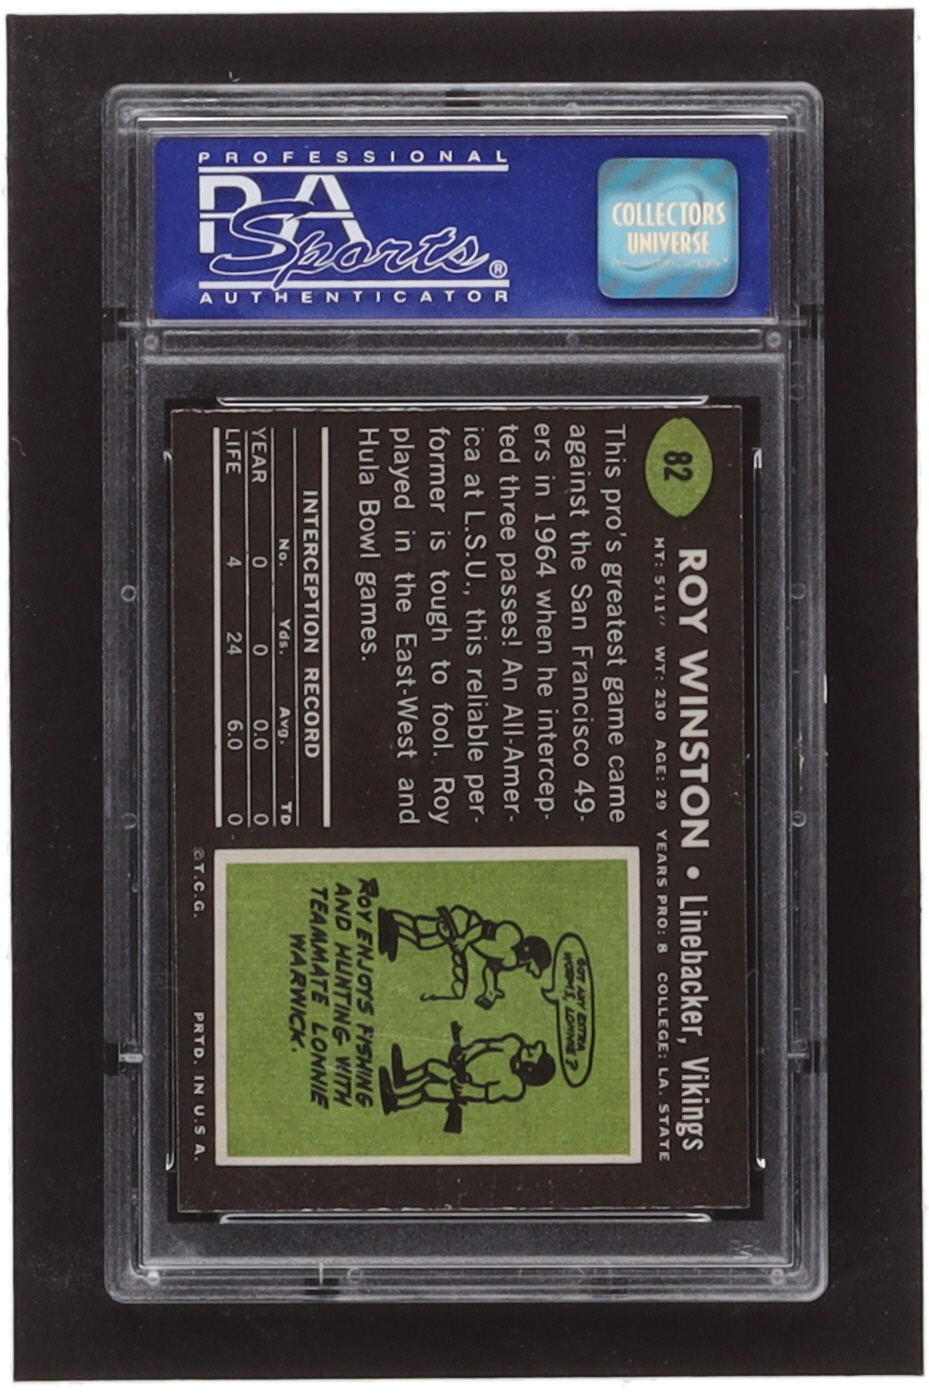 PROFESSIONAL
PSA
Sports®
AUTHENTICATOR
COLLECTORS
UNIVERSE
82
ROY WINSTON • Linebacker, Vikings
HT: 5'11" WT: 230 AGE: 29 YEARS PRO: 8 COLLEGE: LA. STATE
This pro's greatest game came
against the San Francisco 49-
ers in 1964 when he intercep-
ted three passes! An All-Amer-
ica at L.S.U., this reliable per-
former is tough to fool. Roy
played in the East-West and
Hula Bowl games.
INTERCEPTION RECORD
No. Yds. Avg. TD
YEAR 0 0 0.0 0
LIFE 4 24 6.0 0
GOT ANY EXTRA
WORMS, LONNIE?
ROY ENJOYS FISHING
AND HUNTING WITH
TEAMMATE LONNIE
WARWICK.
©T.C.G. PRTD. IN U.S.A.